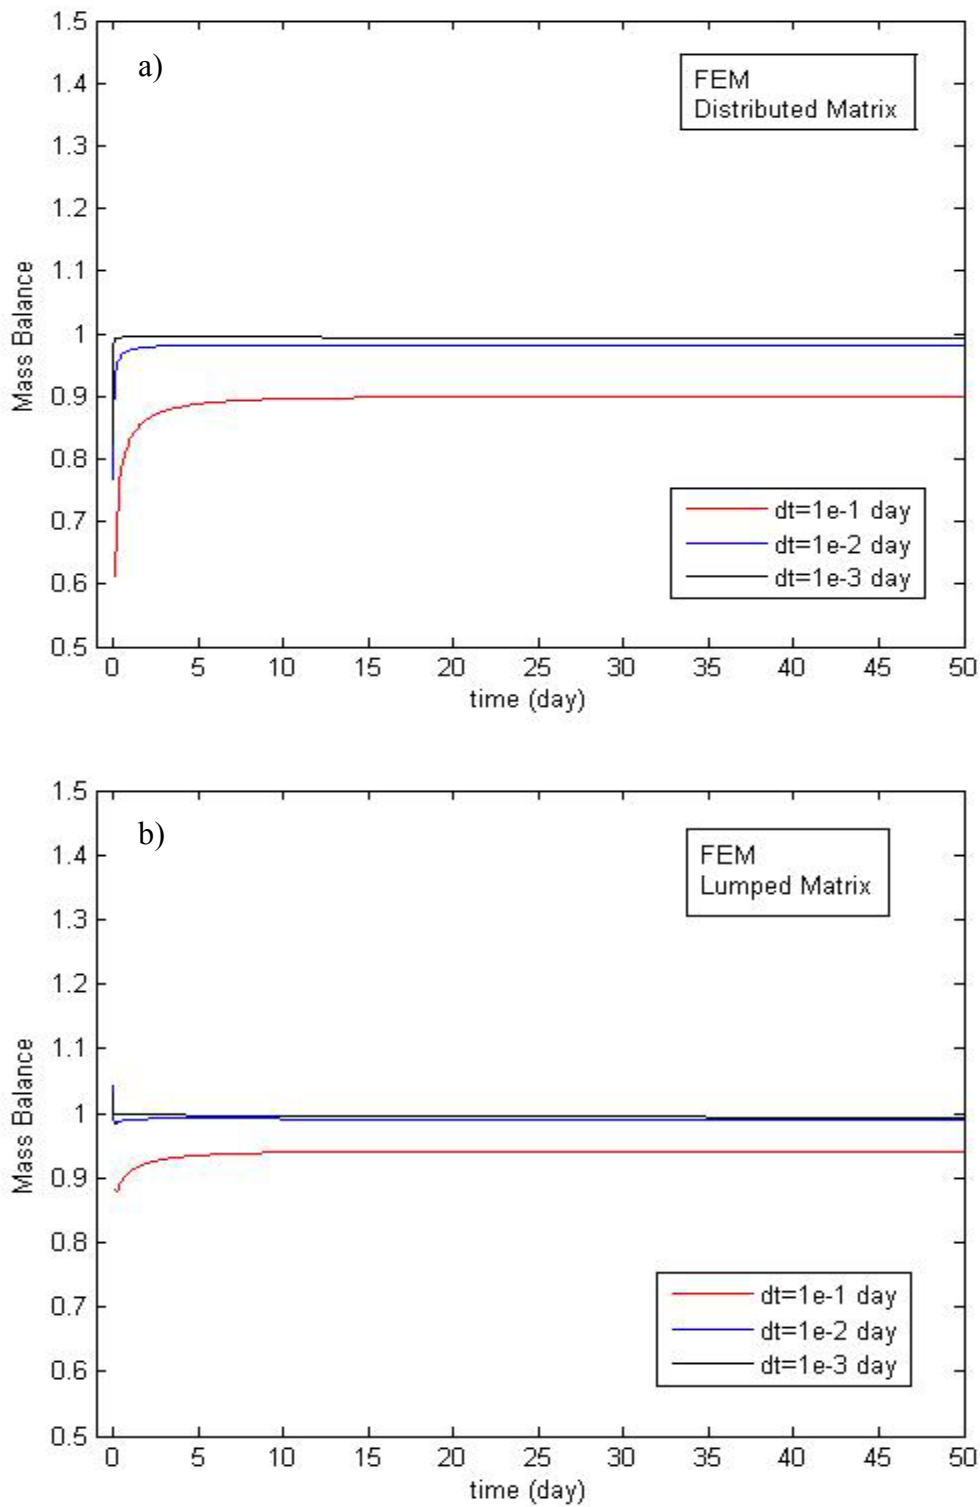 1.5
a)
FEM
Distributed Matrix
1.4
1.3
1.2
1.1
1
0.9
0.8
0.7
0.6
0.5
Mass Balance
dt=1e-1 day
dt=1e-2 day
dt=1e-3 day
0 5 10 15 20 25 30 35 40 45 50
time (day)
1.5
b)
FEM
Lumped Matrix
1.4
1.3
1.2
1.1
1
0.9
0.8
0.7
0.6
0.5
Mass Balance
dt=1e-1 day
dt=1e-2 day
dt=1e-3 day
0 5 10 15 20 25 30 35 40 45 50
time (day)